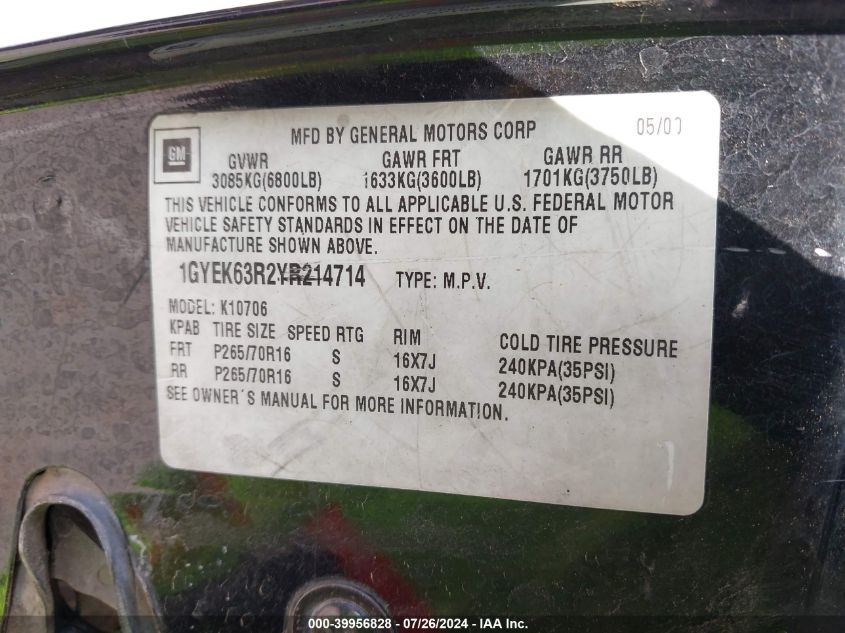 05/00
MFD BY GENERAL MOTORS CORP
GM
GVWR GAWR FRT GAWR RR
3085KG(6800LB) 1633KG(3600LB) 1701KG(3750LB)
THIS VEHICLE CONFORMS TO ALL APPLICABLE U.S. FEDERAL MOTOR
VEHICLE SAFETY STANDARDS IN EFFECT ON THE DATE OF
MANUFACTURE SHOWN ABOVE.
1GYEK63R2YR214714 TYPE: M.P.V.
MODEL: K10706
KPAB TIRE SIZE SPEED RTG RIM COLD TIRE PRESSURE
FRT P265/70R16 S 16X7J 240KPA(35PSI)
RR P265/70R16 S 16X7J 240KPA(35PSI)
SEE OWNER'S MANUAL FOR MORE INFORMATION.
000-39956828 / 07/26/2024 / IAA Inc.